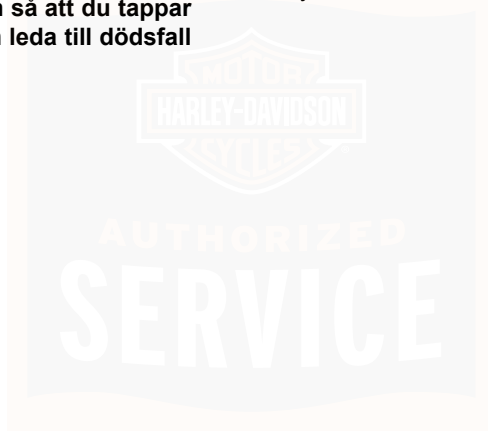 så att du tappar
leda till dödsfall
MOTOR
HARLEY-DAVIDSON
CYCLES
AUTHORIZED
SERVICE